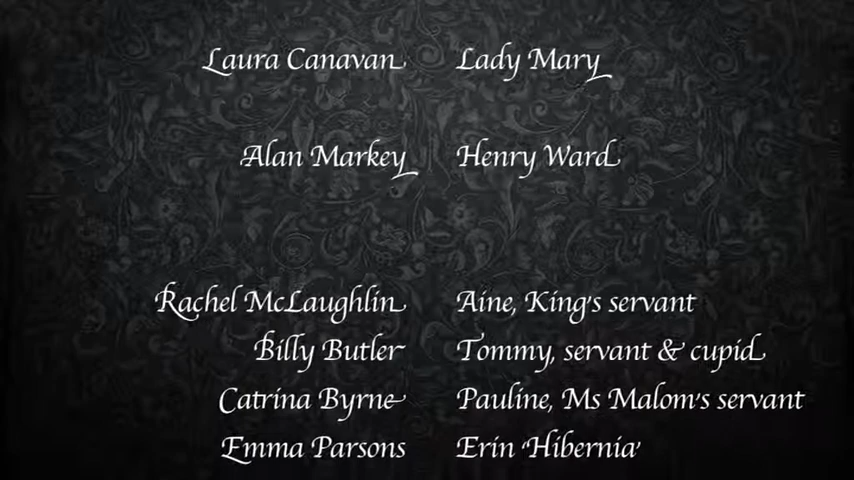 Laura Canavan Lady Mary
Alan Markey Henry Ward
Rachel McLaughlin Aine, King's servant
Billy Butler Tommy, servant & cupid
Catrina Byrne Pauline, Ms Malom's servant
Emma Parsons Erin 'Hibernia'